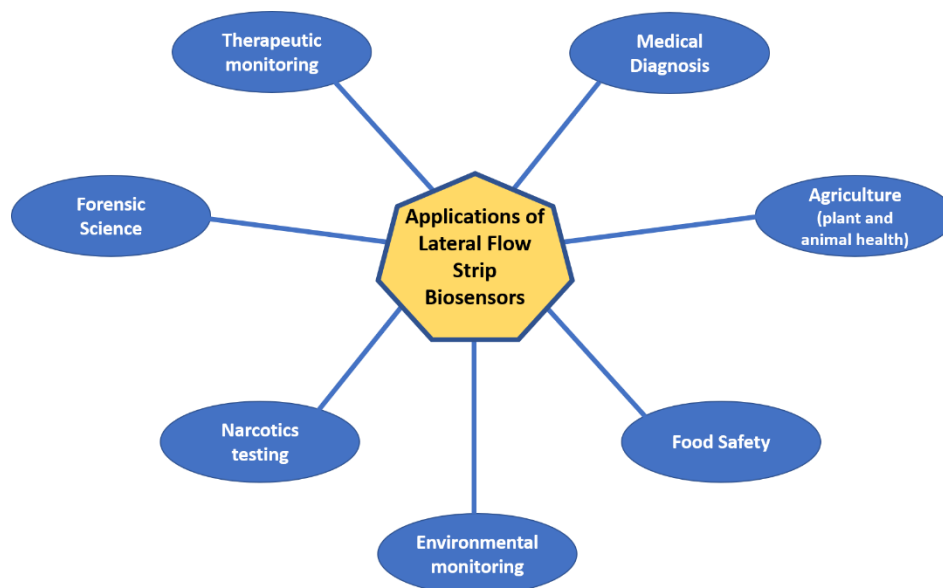 Therapeutic
monitoring
Medical
Diagnosis
Forensic
Science
Applications of
Lateral Flow
Strip
Biosensors
Agriculture
(plant and
animal health)
Narcotics
testing
Food Safety
Environmental
monitoring